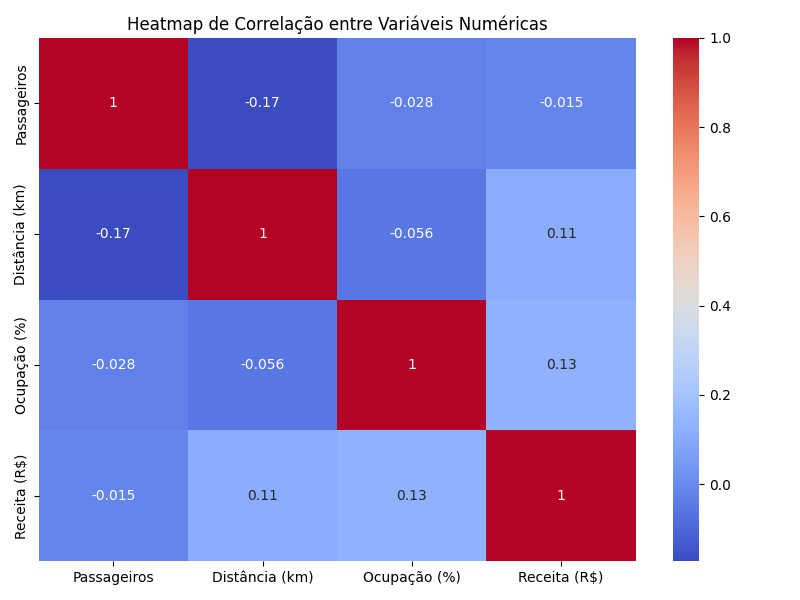 Heatmap de Correlação entre Variáveis Numéricas
Passageiros
1
-0.17
-0.028
-0.015
Distância (km)
-0.17
1
-0.056
0.11
Ocupação (%)
-0.028
-0.056
1
0.13
Receita (R$)
-0.015
0.11
0.13
1
Passageiros
Distância (km)
Ocupação (%)
Receita (R$)
1.0
0.8
0.6
0.4
0.2
0.0